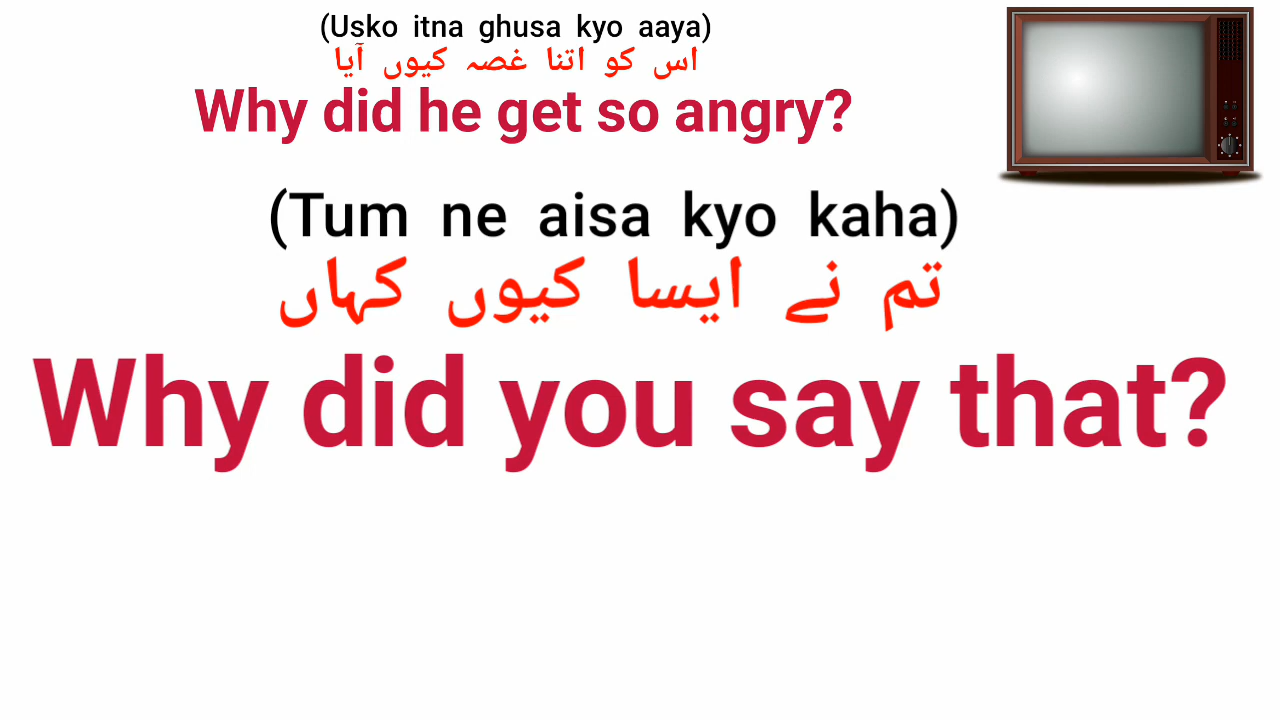 (Usko itna ghusa kyo aaya)
اس کو اتنا غصہ کیوں آیا
Why did he get so angry?
(Tum ne aisa kyo kaha)
تم نے ایسا کیوں کہاں
Why did you say that?